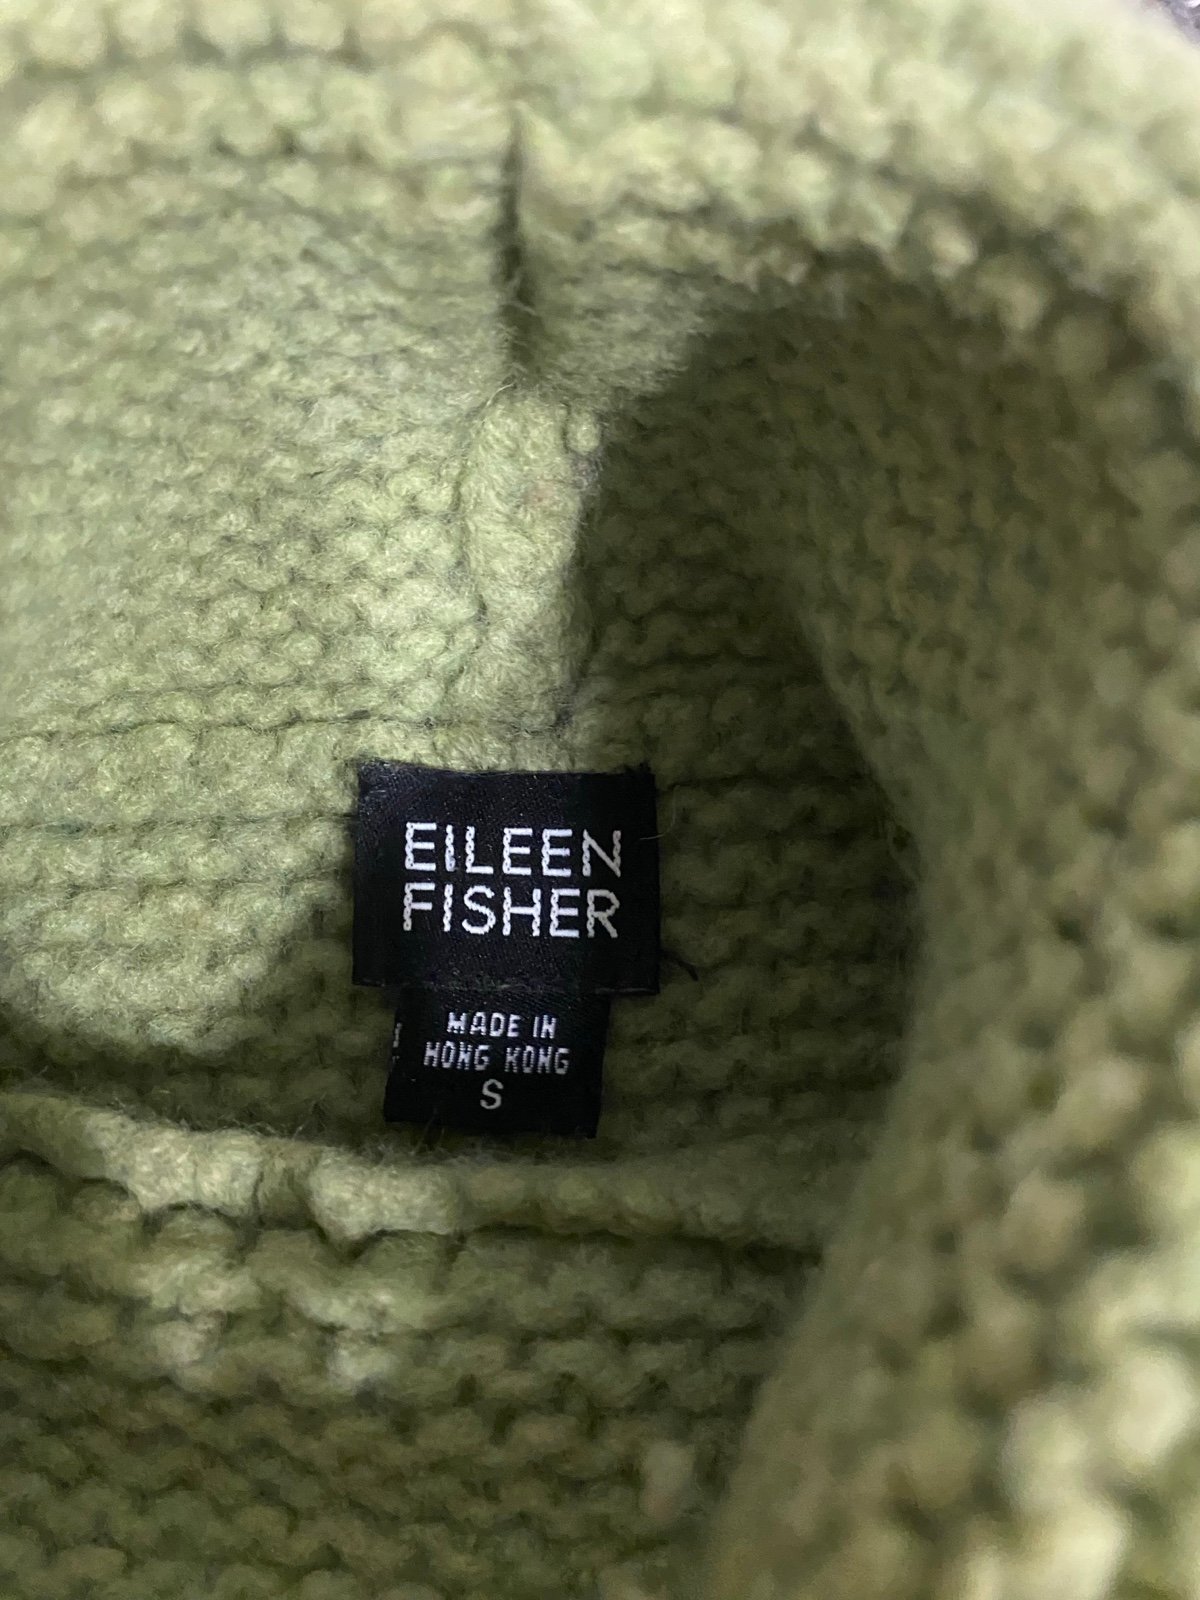 EILEEN
FISHER
MADE IN
HONG KONG
S